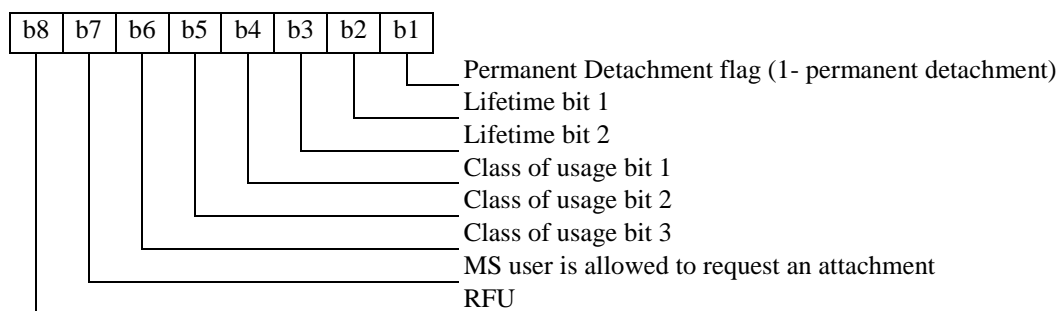 b8 b7 b6 b5 b4 b3 b2 b1
Permanent Detachment flag (1- permanent detachment)
Lifetime bit 1
Lifetime bit 2
Class of usage bit 1
Class of usage bit 2
Class of usage bit 3
MS user is allowed to request an attachment
RFU